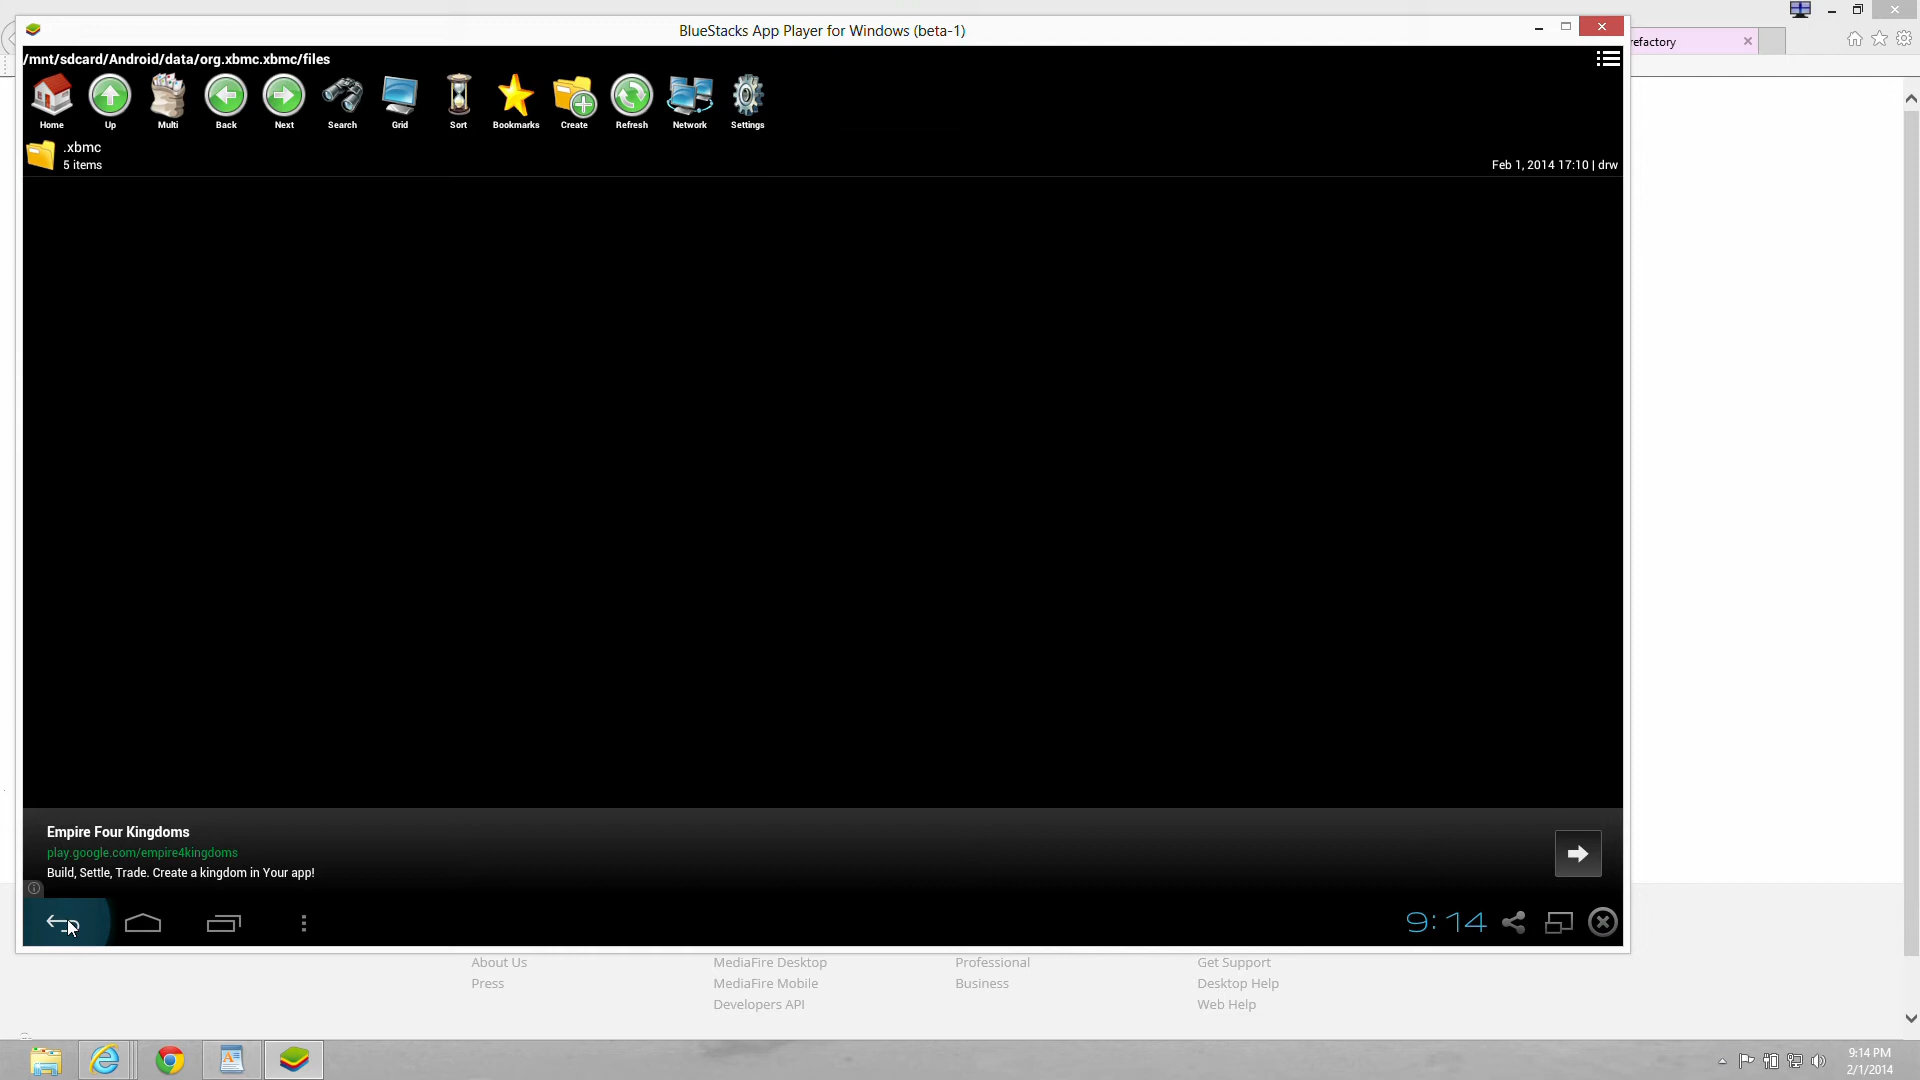 BlueStacks App Player for Windows (beta-1)
refactory
/mnt/sdcard/Android/data/org.xbmc.xbmc/files
Home Up Multi Back Next Search Grid Sort Bookmarks Create Refresh Network Settings
.xbmc
5 items
Feb 1, 2014 17:10 | drw
Empire Four Kingdoms
play.google.com/empire4kingdoms
Build, Settle, Trade. Create a kingdom in Your app!
9:14
About Us MediaFire Desktop Professional Get Support
Press MediaFire Mobile Business Desktop Help
Developers API Web Help
9:14 PM
2/1/2014